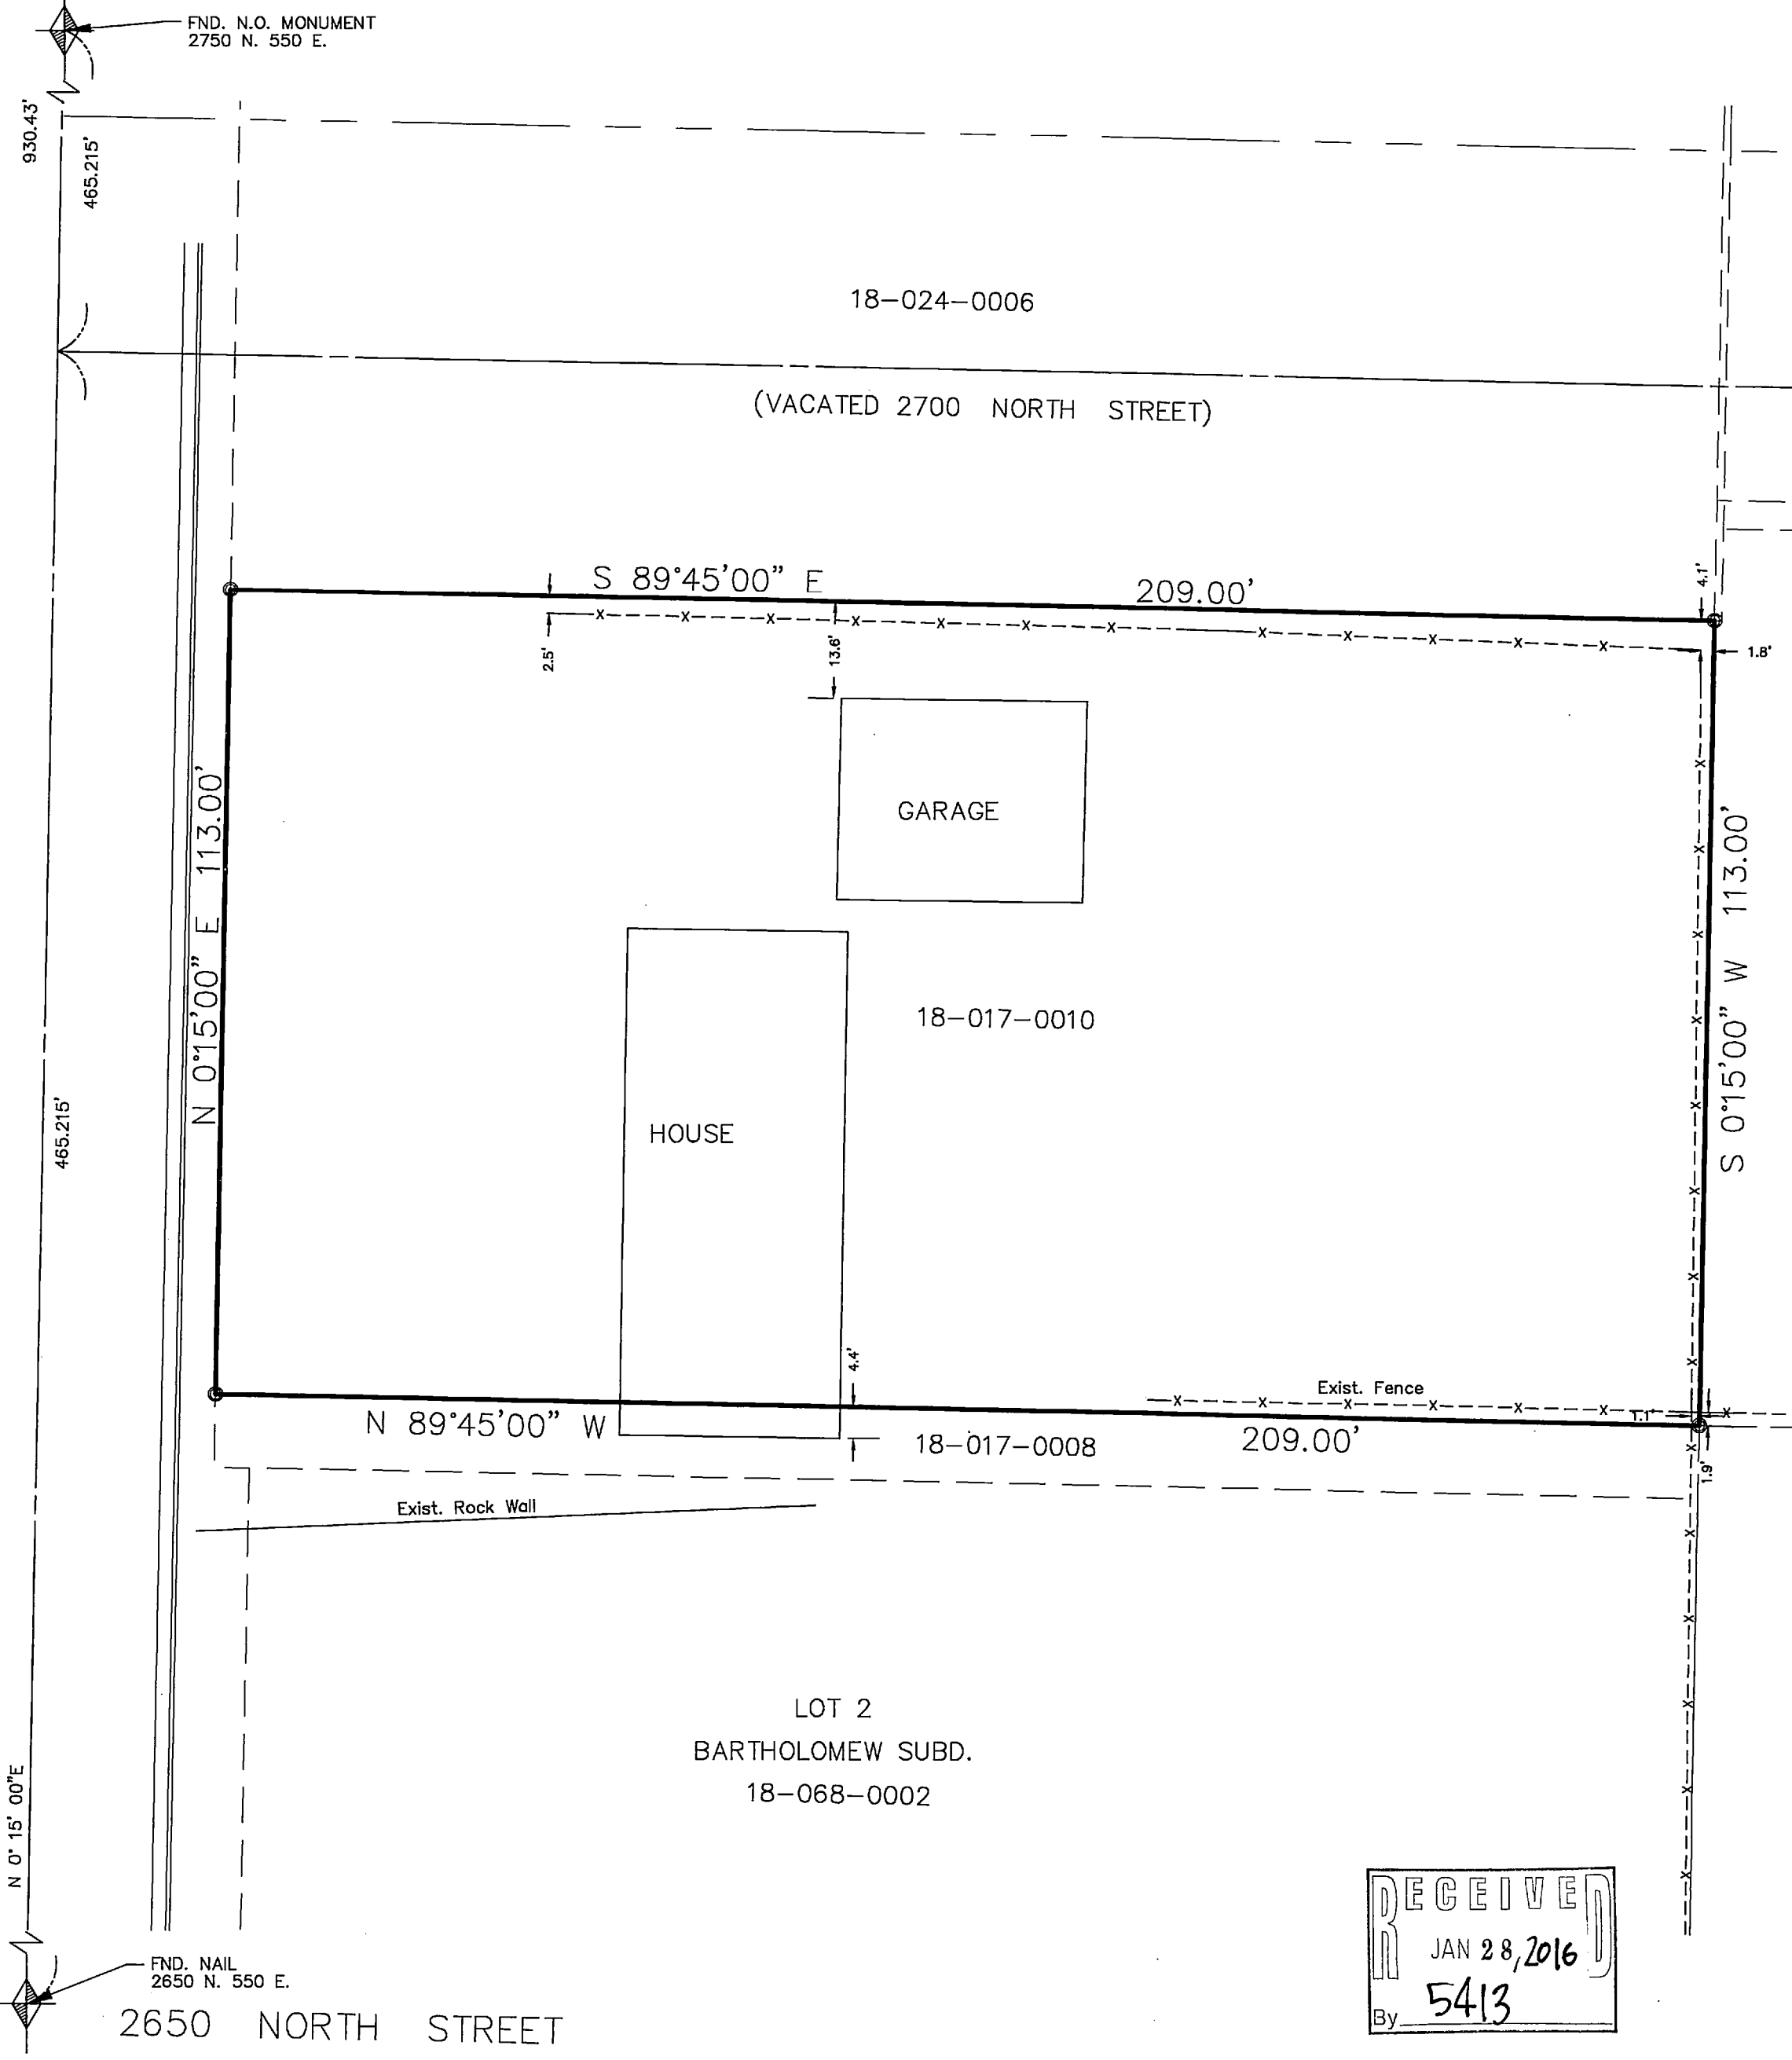 FND. N.O. MONUMENT
2750 N. 550 E.
930.43'
465.215'
18-024-0006
(VACATED 2700 NORTH STREET)
S 89°45'00" E 209.00'
4.1'
2.5'
13.6'
1.8'
GARAGE
N 0°15'00" E 113.00'
S 0°15'00" W 113.00'
18-017-0010
465.215'
HOUSE
4.4'
Exist. Fence
1.1'
N 89°45'00" W
18-017-0008
209.00'
1.9'
Exist. Rock Wall
LOT 2
BARTHOLOMEW SUBD.
18-068-0002
N 0° 15' 00"E
RECEIVED
JAN 28, 2016
5413
By
FND. NAIL
2650 N. 550 E.
2650 NORTH STREET